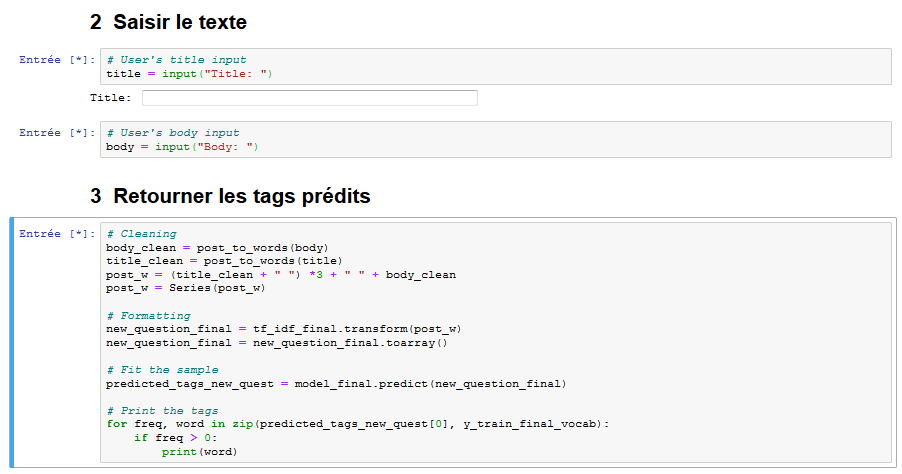 2 Saisir le texte
Entrée [*]: # User's title input
title = input("Title: ")
Title:
Entrée [*]: # User's body input
body = input("Body: ")
3 Retourner les tags prédits
Entrée [*]: # Cleaning
body_clean = post_to_words(body)
title_clean = post_to_words(title)
post_w = (title_clean + " ") *3 + " " + body_clean
post_w = Series(post_w)
# Formatting
new_question_final = tf_idf_final.transform(post_w)
new_question_final = new_question_final.toarray()
# Fit the sample
predicted_tags_new_quest = model_final.predict(new_question_final)
# Print the tags
for freq, word in zip(predicted_tags_new_quest[0], y_train_final_vocab):
    if freq > 0:
        print(word)